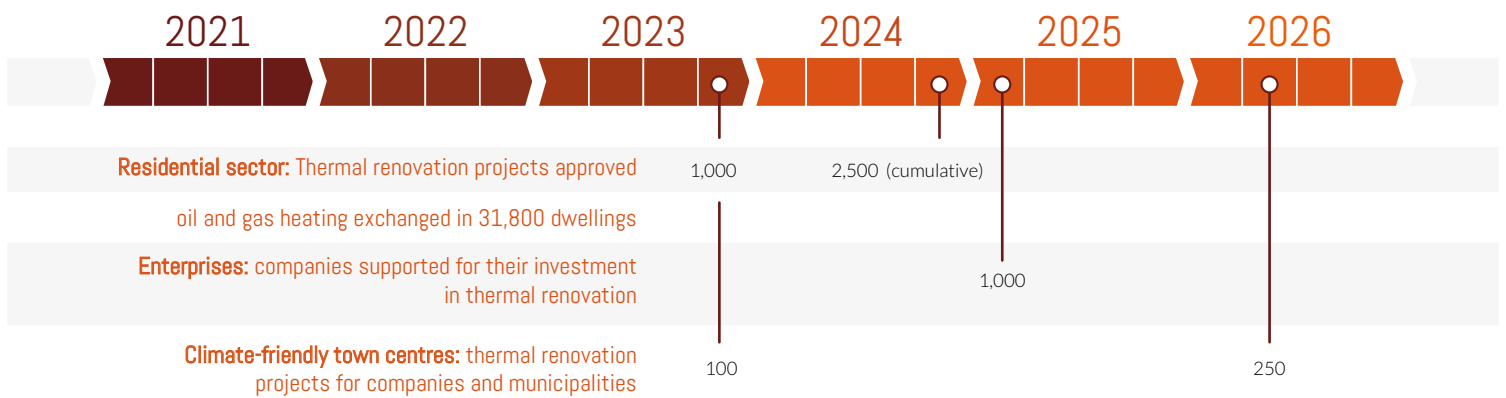 2021 2022 2023 2024 2025 2026
Residential sector: Thermal renovation projects approved 1,000 2,500 (cumulative)
oil and gas heating exchanged in 31,800 dwellings
Enterprises: companies supported for their investment
in thermal renovation
1,000
Climate-friendly town centres: thermal renovation
projects for companies and municipalities
100 250